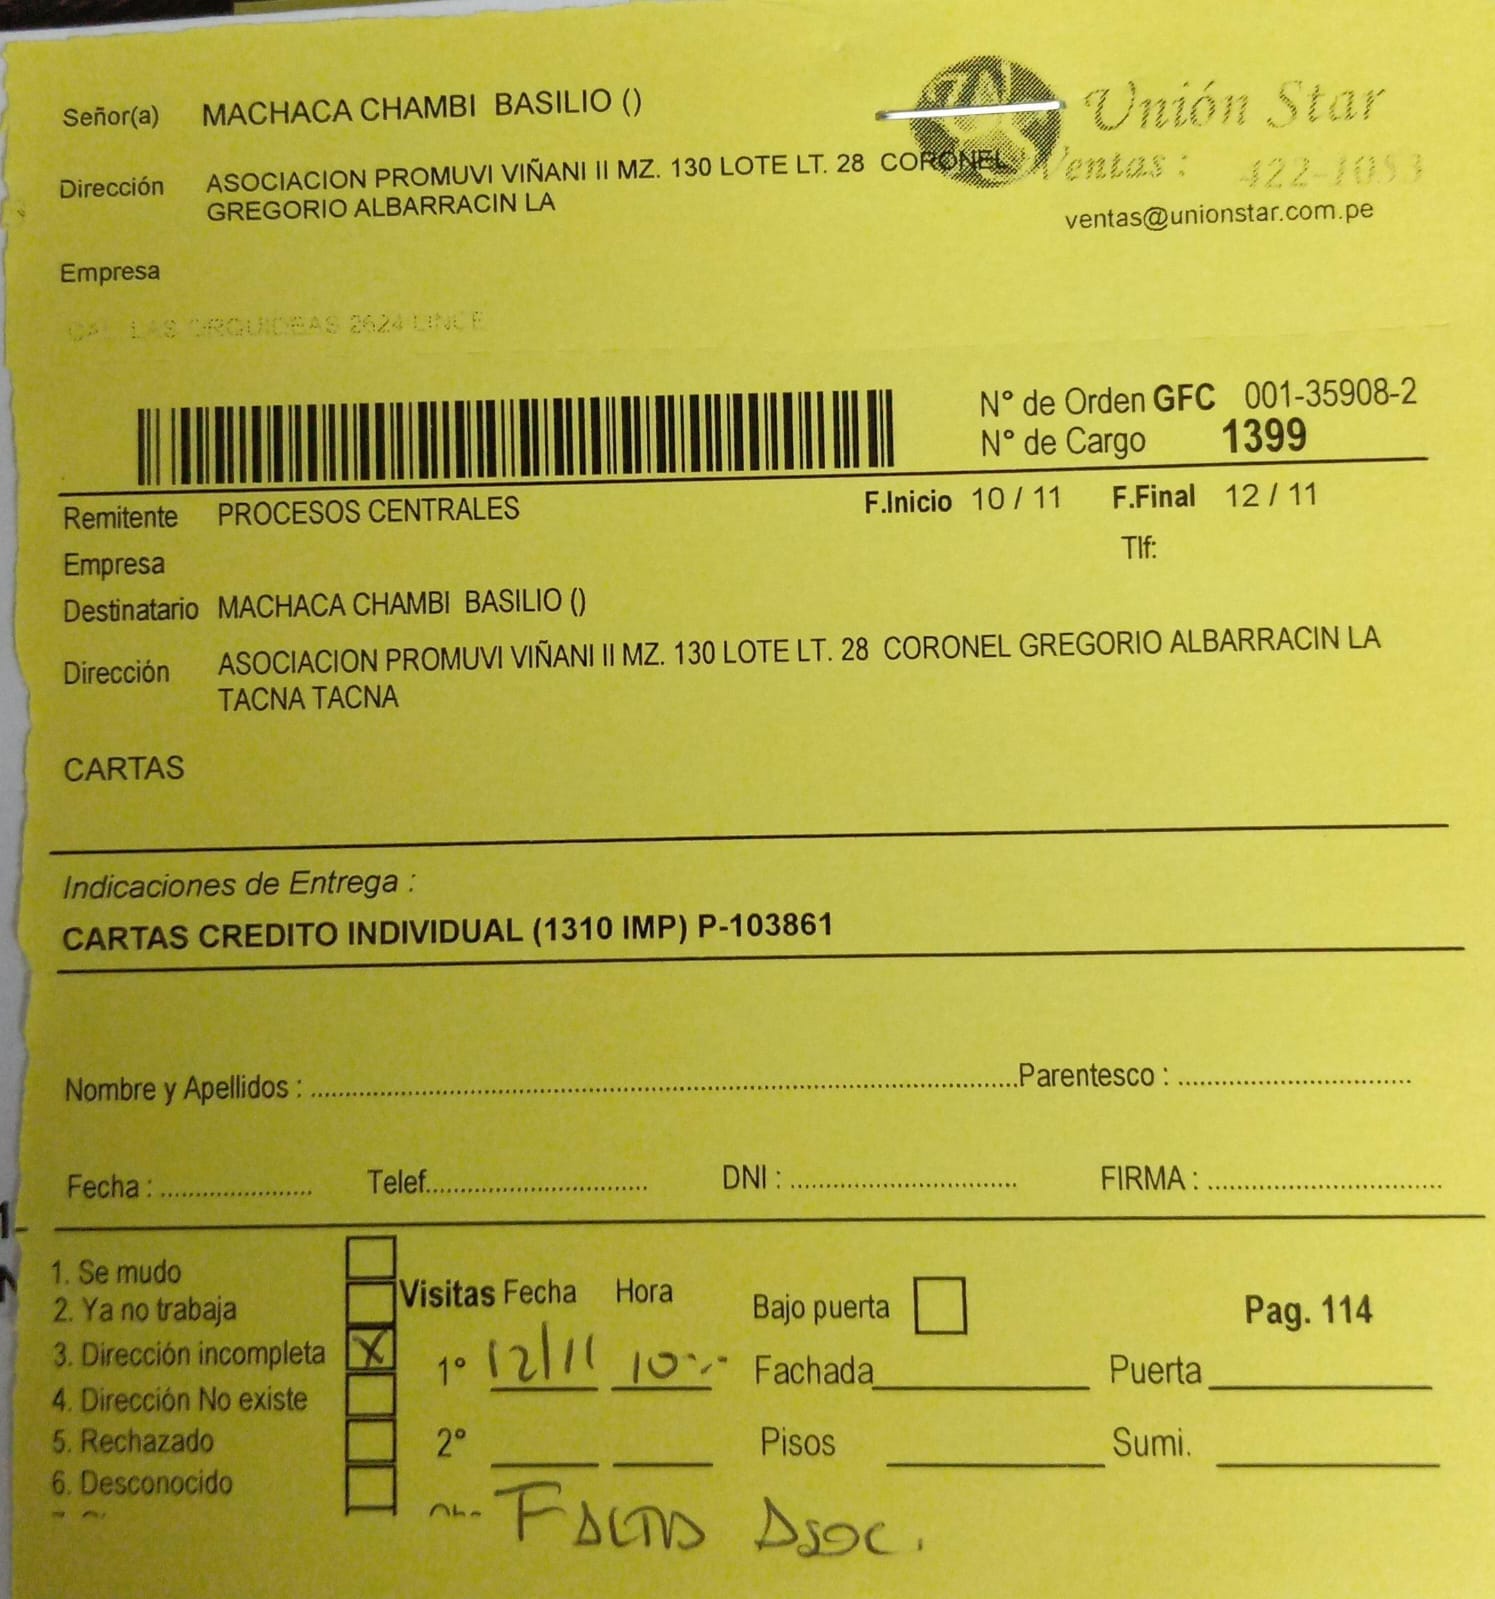 Señor(a) MACHACA CHAMBI BASILIO ()
Unión Star
Dirección ASOCIACION PROMUVI VIÑANI II MZ. 130 LOTE LT. 28 CORONEL
GREGORIO ALBARRACIN LA
Ventas : 422-1083
ventas@unionstar.com.pe
Empresa
LAS ORQUIDEAS 2624 LINCE
N° de Orden GFC 001-35908-2
N° de Cargo 1399
Remitente PROCESOS CENTRALES F.Inicio 10 / 11 F.Final 12 / 11
Empresa Tlf:
Destinatario MACHACA CHAMBI BASILIO ()
Dirección ASOCIACION PROMUVI VIÑANI II MZ. 130 LOTE LT. 28 CORONEL GREGORIO ALBARRACIN LA
TACNA TACNA
CARTAS
Indicaciones de Entrega :
CARTAS CREDITO INDIVIDUAL (1310 IMP) P-103861
Nombre y Apellidos : Parentesco :
Fecha : Telef. DNI : FIRMA :
1. Se mudo
2. Ya no trabaja
3. Dirección incompleta X
4. Dirección No existe
5. Rechazado
6. Desconocido
Visitas Fecha Hora
1° 12/11 10
2°
Falta Asoc.
Bajo puerta Pag. 114
Fachada Puerta
Pisos Sumi.